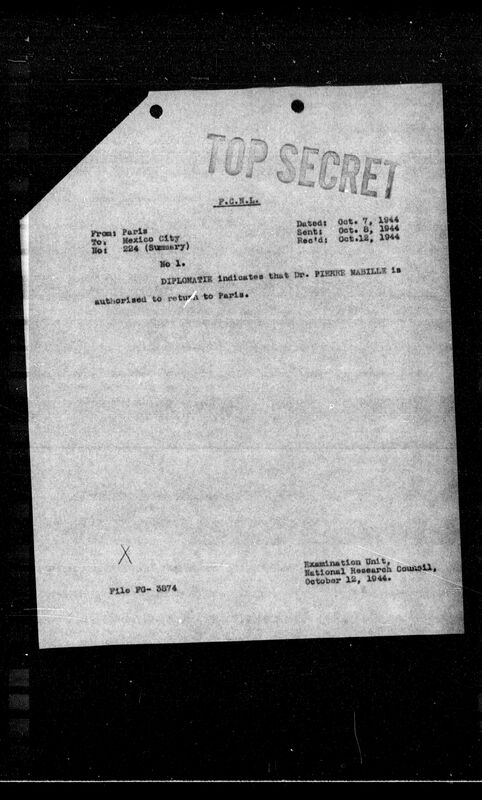 TOP SECRET
F.C.N.L.
From: Paris
To: Mexico City
No: 224 (Summary)
Dated: Oct. 7, 1944
Sent: Oct. 8, 1944
Rec'd: Oct.12, 1944
No 1.
DIPLOMATIE indicates that Dr. PIERRE MABILLE is
authorised to return to Paris.
X
File FG- 3874
Examination Unit,
National Research Council,
October 12, 1944.